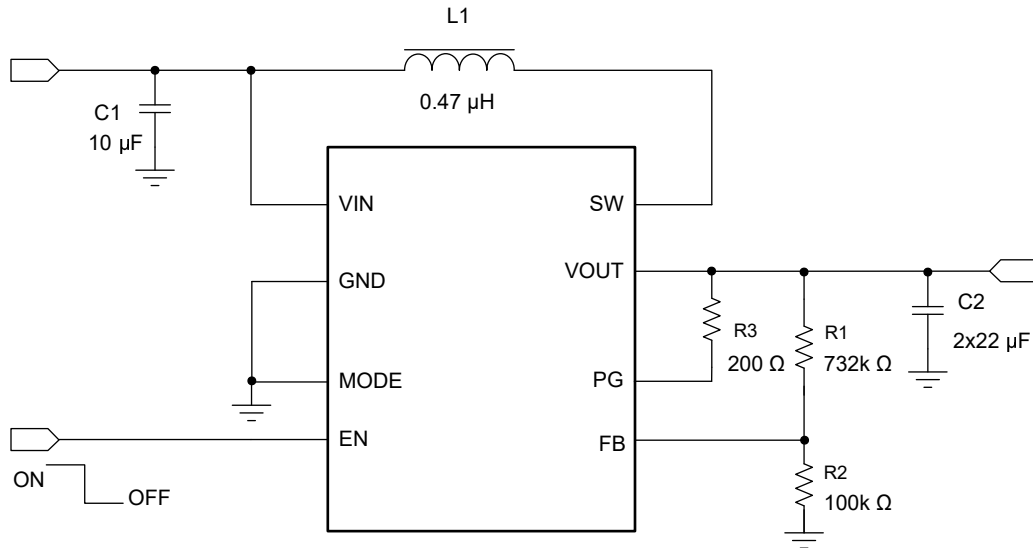 L1
0.47 µH
C1
10 µF
VIN
SW
GND
VOUT
MODE
PG
EN
FB
R3
200 Ω
R1
732k Ω
C2
2x22 µF
R2
100k Ω
ON
OFF